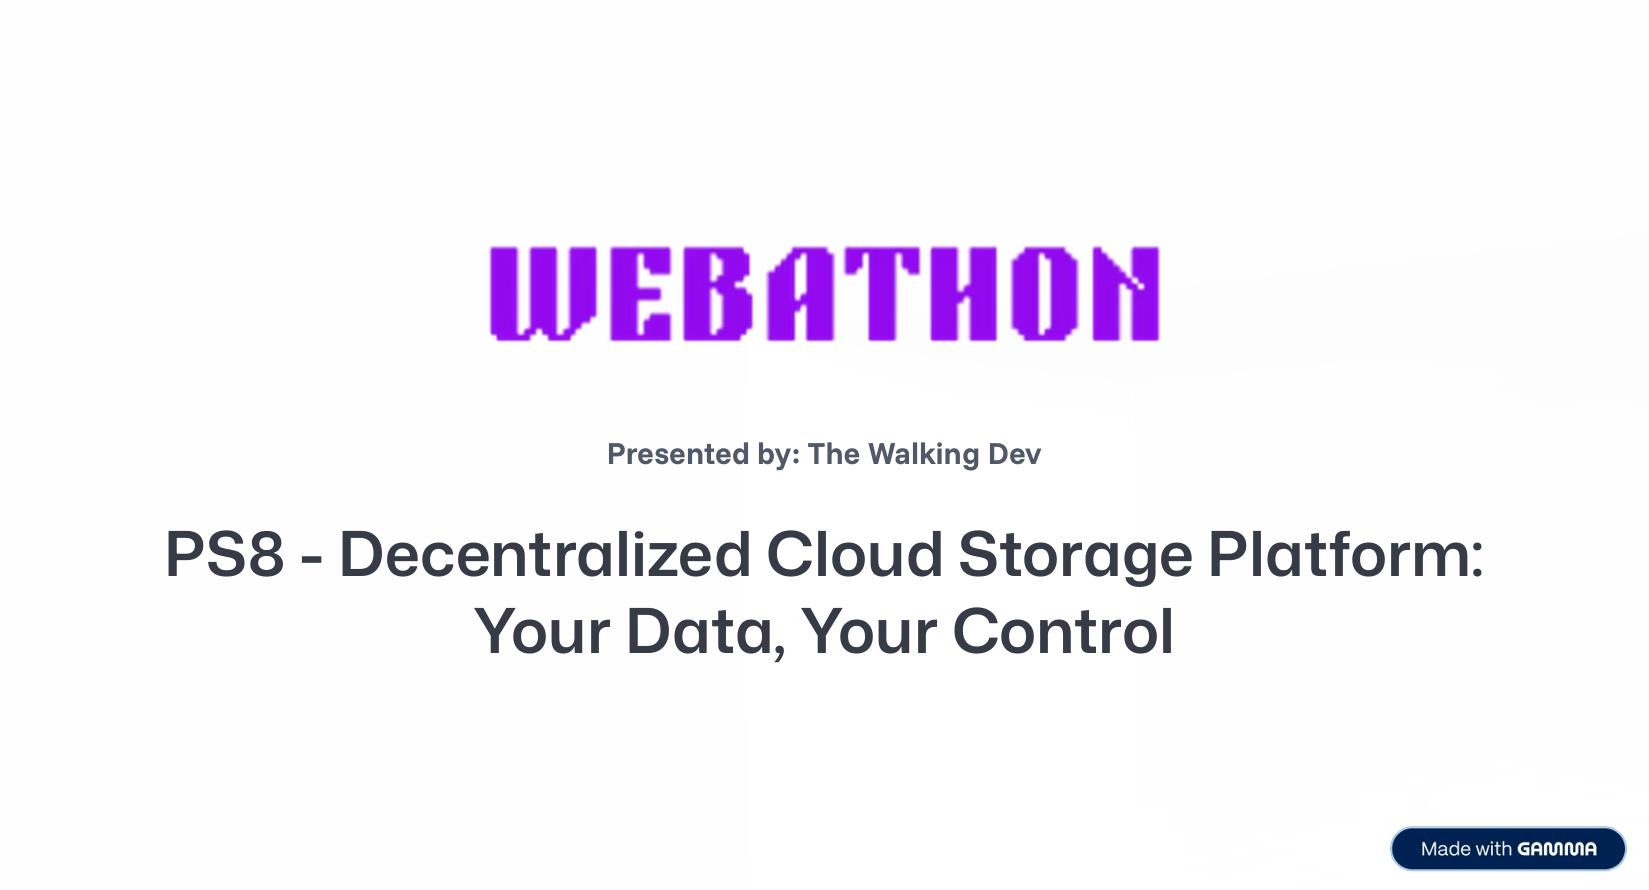 WEBATHON
Presented by: The Walking Dev
PS8 - Decentralized Cloud Storage Platform:
Your Data, Your Control
Made with GAMMA